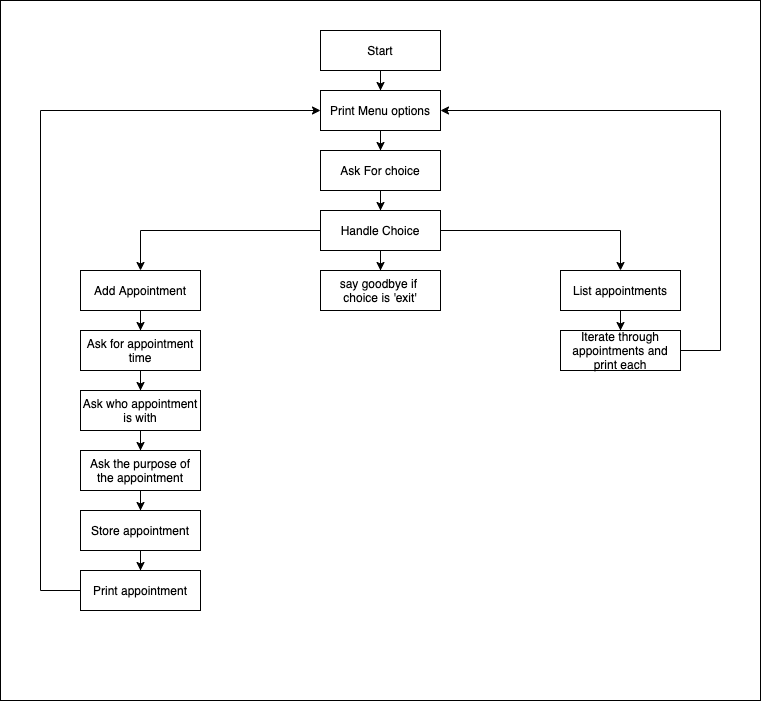 Start
Print Menu options
Ask For choice
Handle Choice
Add Appointment
say goodbye if
choice is 'exit'
List appointments
Ask for appointment
time
Iterate through
appointments and
print each
Ask who appointment
is with
Ask the purpose of
the appointment
Store appointment
Print appointment